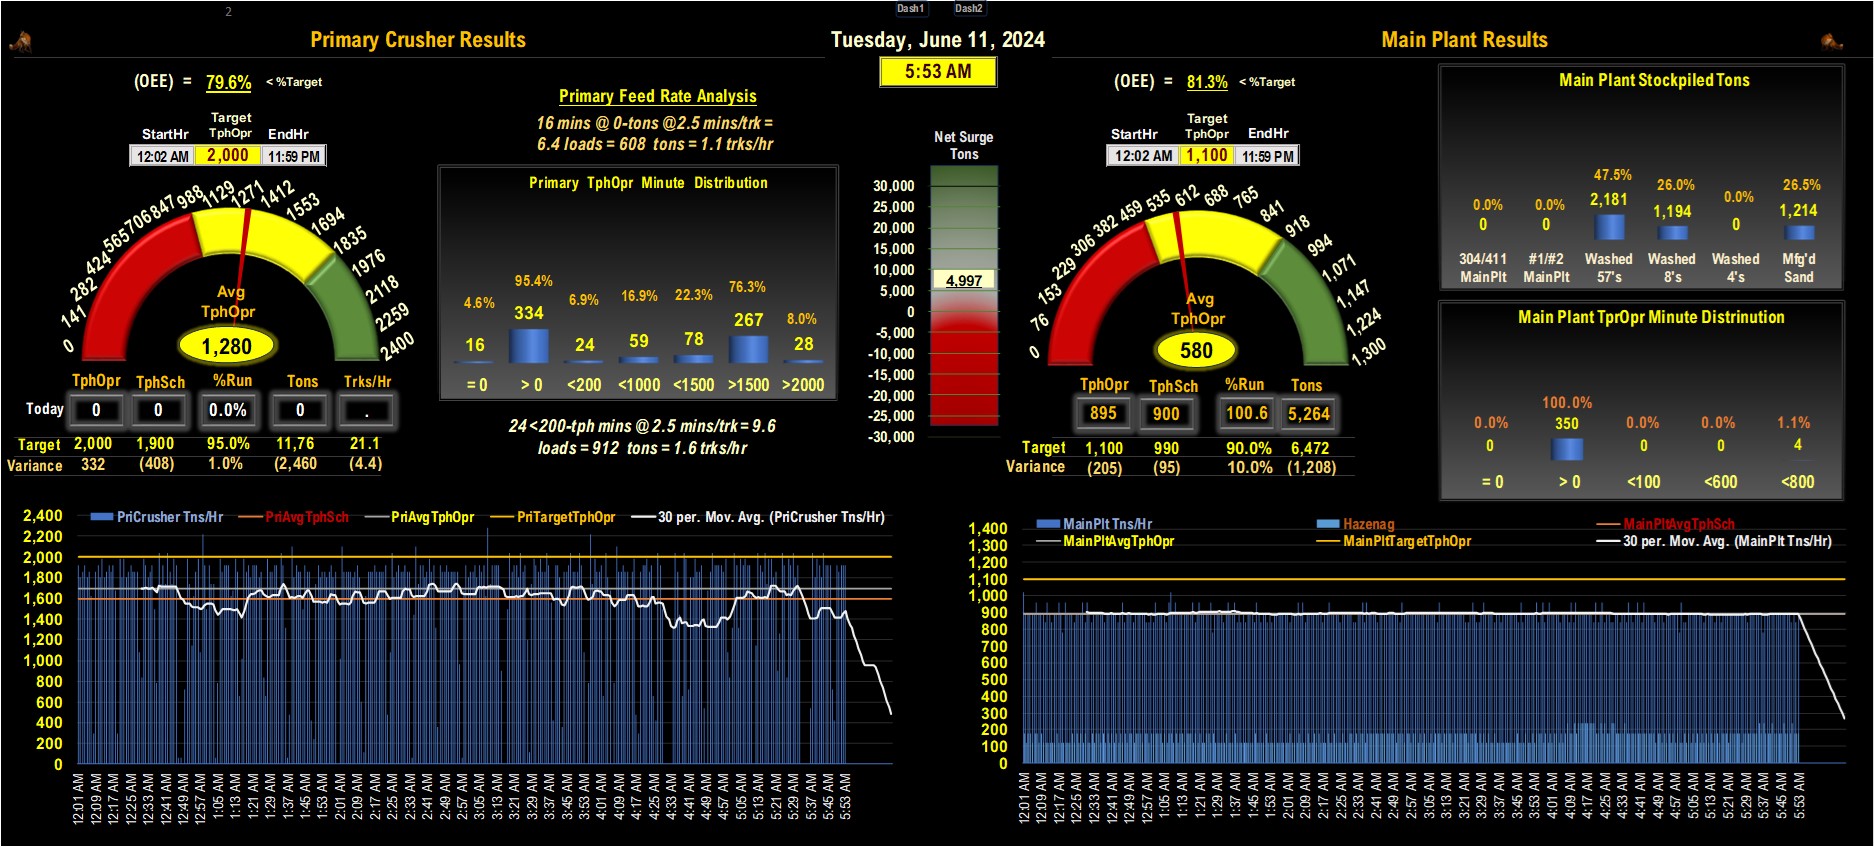 2
Dash1 Dash2
Primary Crusher Results
Tuesday, June 11, 2024
Main Plant Results
5:53 AM
(OEE) = 79.6% < %Target
Target
StartHr TphOpr EndHr
12:02 AM 2,000 11:59 PM
0 141 282 424 565 706 847 988 1129 1271 1412 1553 1694 1835 1976 2118 2259 2400
Avg
TphOpr
1,280
TphOpr TphSch %Run Tons Trks/Hr
Today 0 0 0.0% 0 .
Target 2,000 1,900 95.0% 11,76 21.1
Variance 332 (408) 1.0% (2,460 (4.4)
Primary Feed Rate Analysis
16 mins @ 0-tons @2.5 mins/trk =
6.4 loads = 608 tons = 1.1 trks/hr
Primary TphOpr Minute Distribution
4.6% 95.4% 6.9% 16.9% 22.3% 76.3% 8.0%
16 334 24 59 78 267 28
= 0 > 0 <200 <1000 <1500 >1500 >2000
24<200-tph mins @ 2.5 mins/trk= 9.6
loads = 912 tons = 1.6 trks/hr
Net Surge
Tons
30,000
25,000
20,000
15,000
10,000
4,997
5,000
0
-5,000
-10,000
-15,000
-20,000
-25,000
-30,000
(OEE) = 81.3% < %Target
Target
StartHr TphOpr EndHr
12:02 AM 1,100 11:59 PM
0 76 153 229 306 382 459 535 612 688 765 841 918 994 1,071 1,147 1,224 1,300
Avg
TphOpr
580
TphOpr TphSch %Run Tons
895 900 100.6 5,264
Target 1,100 990 90.0% 6,472
Variance (205) (95) 10.0% (1,208)
Main Plant Stockpiled Tons
0.0% 0.0% 47.5% 26.0% 0.0% 26.5%
0 0 2,181 1,194 0 1,214
304/411 #1/#2 Washed Washed Washed Mfg'd
MainPlt MainPlt 57's 8's 4's Sand
Main Plant TprOpr Minute Distrinution
0.0% 100.0% 0.0% 0.0% 1.1%
0 350 0 0 4
= 0 > 0 <100 <600 <800
PriCrusher Tns/Hr PriAvgTphSch PriAvgTphOpr PriTargetTphOpr 30 per. Mov. Avg. (PriCrusher Tns/Hr)
2,400
2,200
2,000
1,800
1,600
1,400
1,200
1,000
800
600
400
200
0
12:01 AM 12:09 AM 12:17 AM 12:25 AM 12:33 AM 12:41 AM 12:49 AM 12:57 AM 1:05 AM 1:13 AM 1:21 AM 1:29 AM 1:37 AM 1:45 AM 1:53 AM 2:01 AM 2:09 AM 2:17 AM 2:25 AM 2:33 AM 2:41 AM 2:49 AM 2:57 AM 3:05 AM 3:13 AM 3:21 AM 3:29 AM 3:37 AM 3:45 AM 3:53 AM 4:01 AM 4:09 AM 4:17 AM 4:25 AM 4:33 AM 4:41 AM 4:49 AM 4:57 AM 5:05 AM 5:13 AM 5:21 AM 5:29 AM 5:37 AM 5:45 AM 5:53 AM
MainPlt Tns/Hr Hazenag MainPltAvgTphSch
MainPltAvgTphOpr MainPltTargetTphOpr 30 per. Mov. Avg. (MainPlt Tns/Hr)
1,400
1,300
1,200
1,100
1,000
900
800
700
600
500
400
300
200
100
0
12:01 AM 12:09 AM 12:17 AM 12:25 AM 12:33 AM 12:41 AM 12:49 AM 12:57 AM 1:05 AM 1:13 AM 1:21 AM 1:29 AM 1:37 AM 1:45 AM 1:53 AM 2:01 AM 2:09 AM 2:17 AM 2:25 AM 2:33 AM 2:41 AM 2:49 AM 2:57 AM 3:05 AM 3:13 AM 3:21 AM 3:29 AM 3:37 AM 3:45 AM 3:53 AM 4:01 AM 4:09 AM 4:17 AM 4:25 AM 4:33 AM 4:41 AM 4:49 AM 4:57 AM 5:05 AM 5:13 AM 5:21 AM 5:29 AM 5:37 AM 5:45 AM 5:53 AM